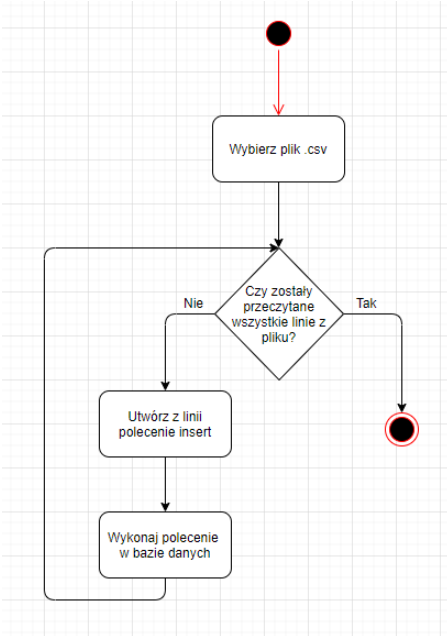 Wybierz plik .csv
Czy zostały
przeczytane
wszystkie linie z
pliku?
Nie
Tak
Utwórz z linii
polecenie insert
Wykonaj polecenie
w bazie danych